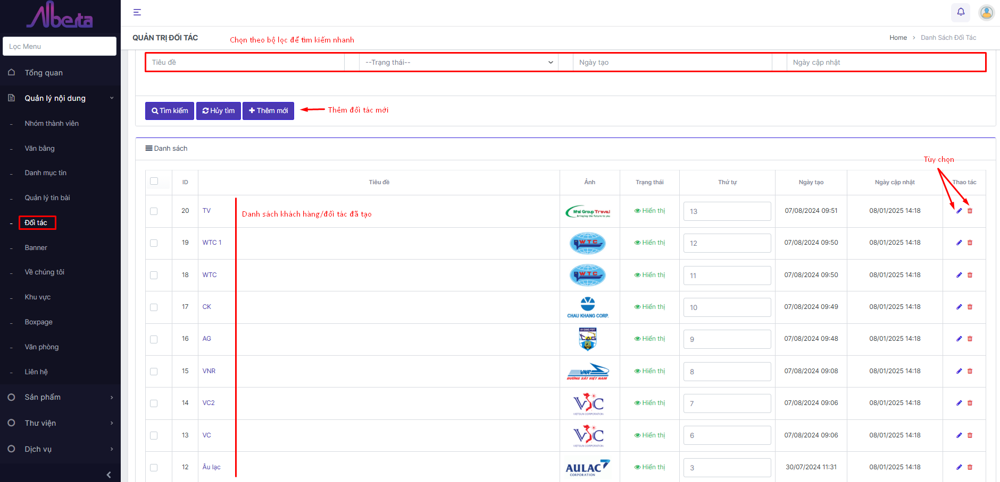 Alberta
Lọc Menu
Tổng quan
Quản lý nội dung
- Nhóm thành viên
- Văn bằng
- Danh mục tin
- Quản lý tin bài
- Đối tác
- Banner
- Về chúng tôi
- Khu vực
- Boxpage
- Văn phòng
- Liên hệ
Sản phẩm
Thư viện
Dịch vụ
QUẢN TRỊ ĐỐI TÁC
Chọn theo bộ lọc để tìm kiếm nhanh
Home > Danh Sách Đối Tác
Tiêu đề --Trạng thái-- Ngày tạo Ngày cập nhật
Tìm kiếm Hủy tìm Thêm mới
Thêm đối tác mới
Danh sách
Tùy chọn
ID Tiêu đề Ảnh Trạng thái Thứ tự Ngày tạo Ngày cập nhật Thao tác
Danh sách khách hàng/đối tác đã tạo
20 TV Mai Group Travel Bringing the future to you Hiển thị 13 07/08/2024 09:51 08/01/2025 14:18
19 WTC 1 WTC Hiển thị 12 07/08/2024 09:50 08/01/2025 14:18
18 WTC WTC Hiển thị 11 07/08/2024 09:50 08/01/2025 14:18
17 CK CHAU KHANG CORP. Hiển thị 10 07/08/2024 09:49 08/01/2025 14:18
16 AG AN GIANG PORT Hiển thị 9 07/08/2024 09:48 08/01/2025 14:18
15 VNR VNR ĐƯỜNG SẮT VIỆT NAM Hiển thị 8 07/08/2024 09:08 08/01/2025 14:18
14 VC2 VSC VIETSUN CORPORATION Hiển thị 7 07/08/2024 09:06 08/01/2025 14:18
13 VC VSC VIETSUN CORPORATION Hiển thị 6 07/08/2024 09:06 08/01/2025 14:18
12 Âu lạc AULAC CORPORATION Hiển thị 3 30/07/2024 11:31 08/01/2025 14:18